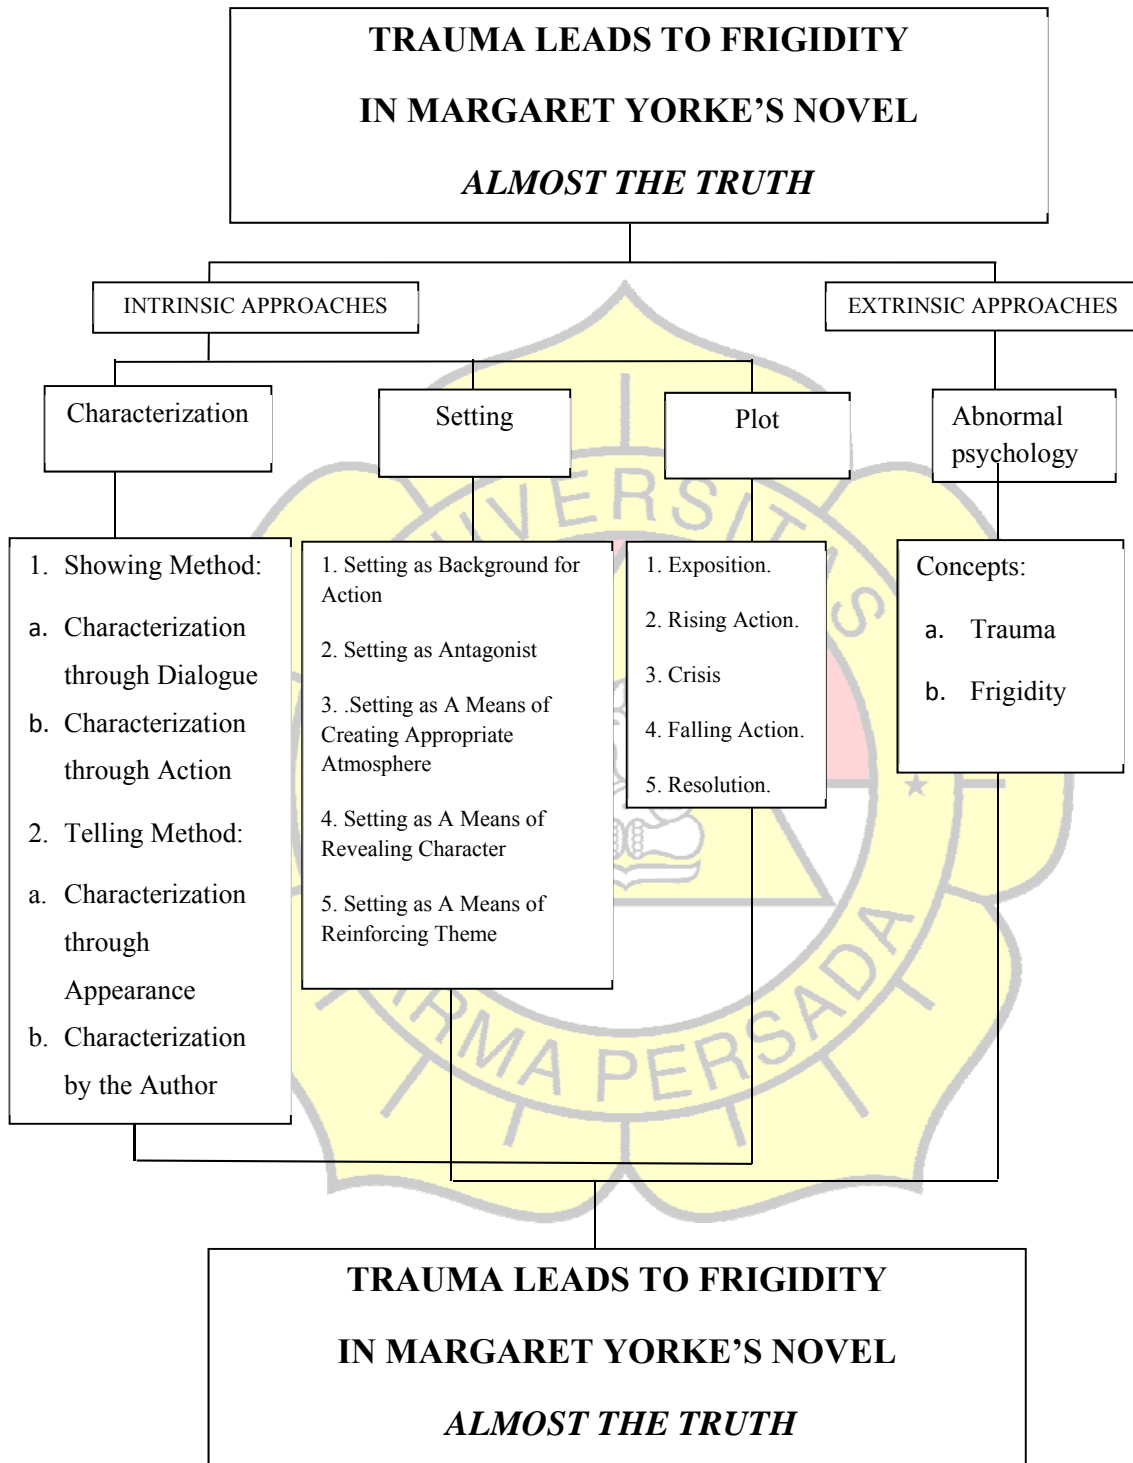 TRAUMA LEADS TO FRIGIDITY
IN MARGARET YORKE'S NOVEL
ALMOST THE TRUTH
INTRINSIC APPROACHES
EXTRINSIC APPROACHES
Characterization
Setting
Plot
Abnormal
psychology
1. Showing Method:
a. Characterization
through Dialogue
b. Characterization
through Action
2. Telling Method:
a. Characterization
through
Appearance
b. Characterization
by the Author
1. Setting as Background for
Action
2. Setting as Antagonist
3. .Setting as A Means of
Creating Appropriate
Atmosphere
4. Setting as A Means of
Revealing Character
5. Setting as A Means of
Reinforcing Theme
1. Exposition.
2. Rising Action.
3. Crisis
4. Falling Action.
5. Resolution.
Concepts:
a. Trauma
b. Frigidity
TRAUMA LEADS TO FRIGIDITY
IN MARGARET YORKE'S NOVEL
ALMOST THE TRUTH
VERSITAS
RMA PERSADA